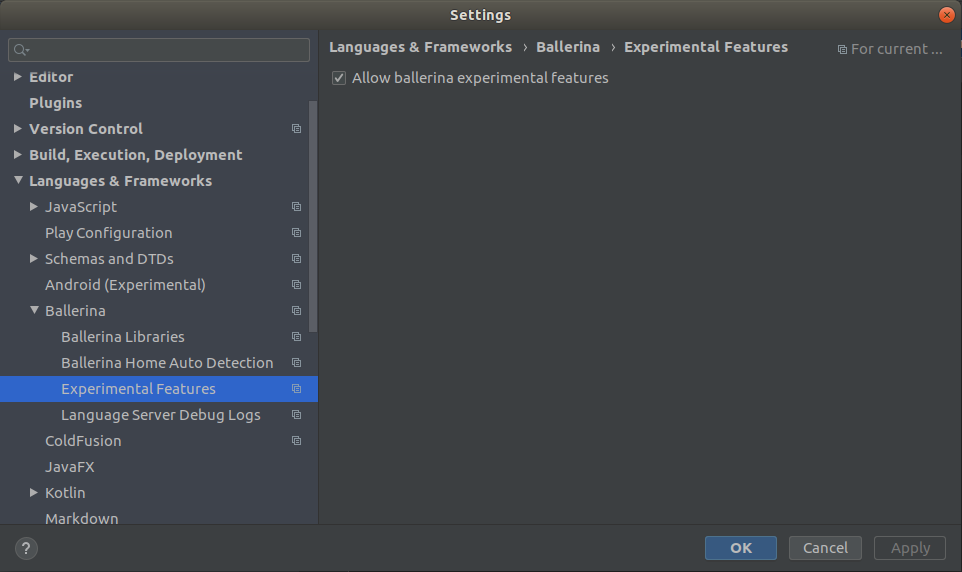 Settings
Editor
Plugins
Version Control
Build, Execution, Deployment
Languages & Frameworks
JavaScript
Play Configuration
Schemas and DTDs
Android (Experimental)
Ballerina
Ballerina Libraries
Ballerina Home Auto Detection
Experimental Features
Language Server Debug Logs
ColdFusion
JavaFX
Kotlin
Markdown
Languages & Frameworks › Ballerina › Experimental Features
For current ...
Allow ballerina experimental features
?
OK
Cancel
Apply